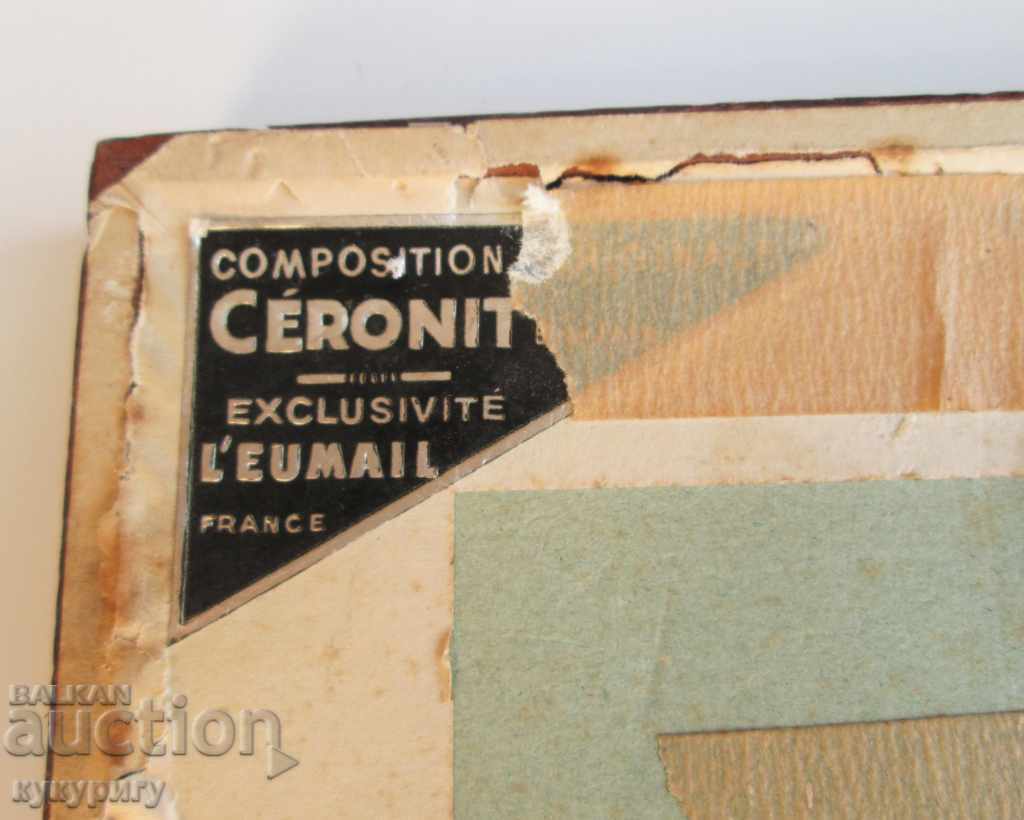 COMPOSITION
CÉRONIT
EXCLUSIVITÉ
L'EUMAIL
FRANCE
BALKAN
auction
кукуригу